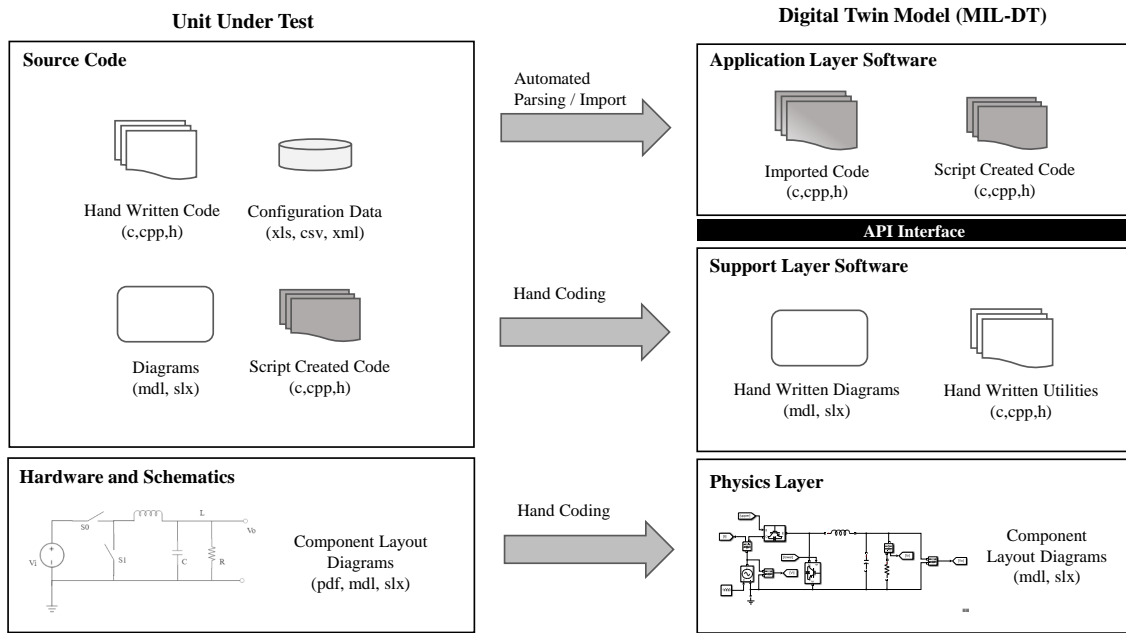 Unit Under Test
Digital Twin Model (MIL-DT)
Source Code
Hand Written Code
(c,cpp,h)
Configuration Data
(xls, csv, xml)
Diagrams
(mdl, slx)
Script Created Code
(c,cpp,h)
Automated
Parsing / Import
Application Layer Software
Imported Code
(c,cpp,h)
Script Created Code
(c,cpp,h)
API Interface
Hand Coding
Support Layer Software
Hand Written Diagrams
(mdl, slx)
Hand Written Utilities
(c,cpp,h)
Hardware and Schematics
S0
L
Vo
Vi
S1
C
R
Component Layout
Diagrams
(pdf, mdl, slx)
Hand Coding
Physics Layer
Component
Layout Diagrams
(mdl, slx)